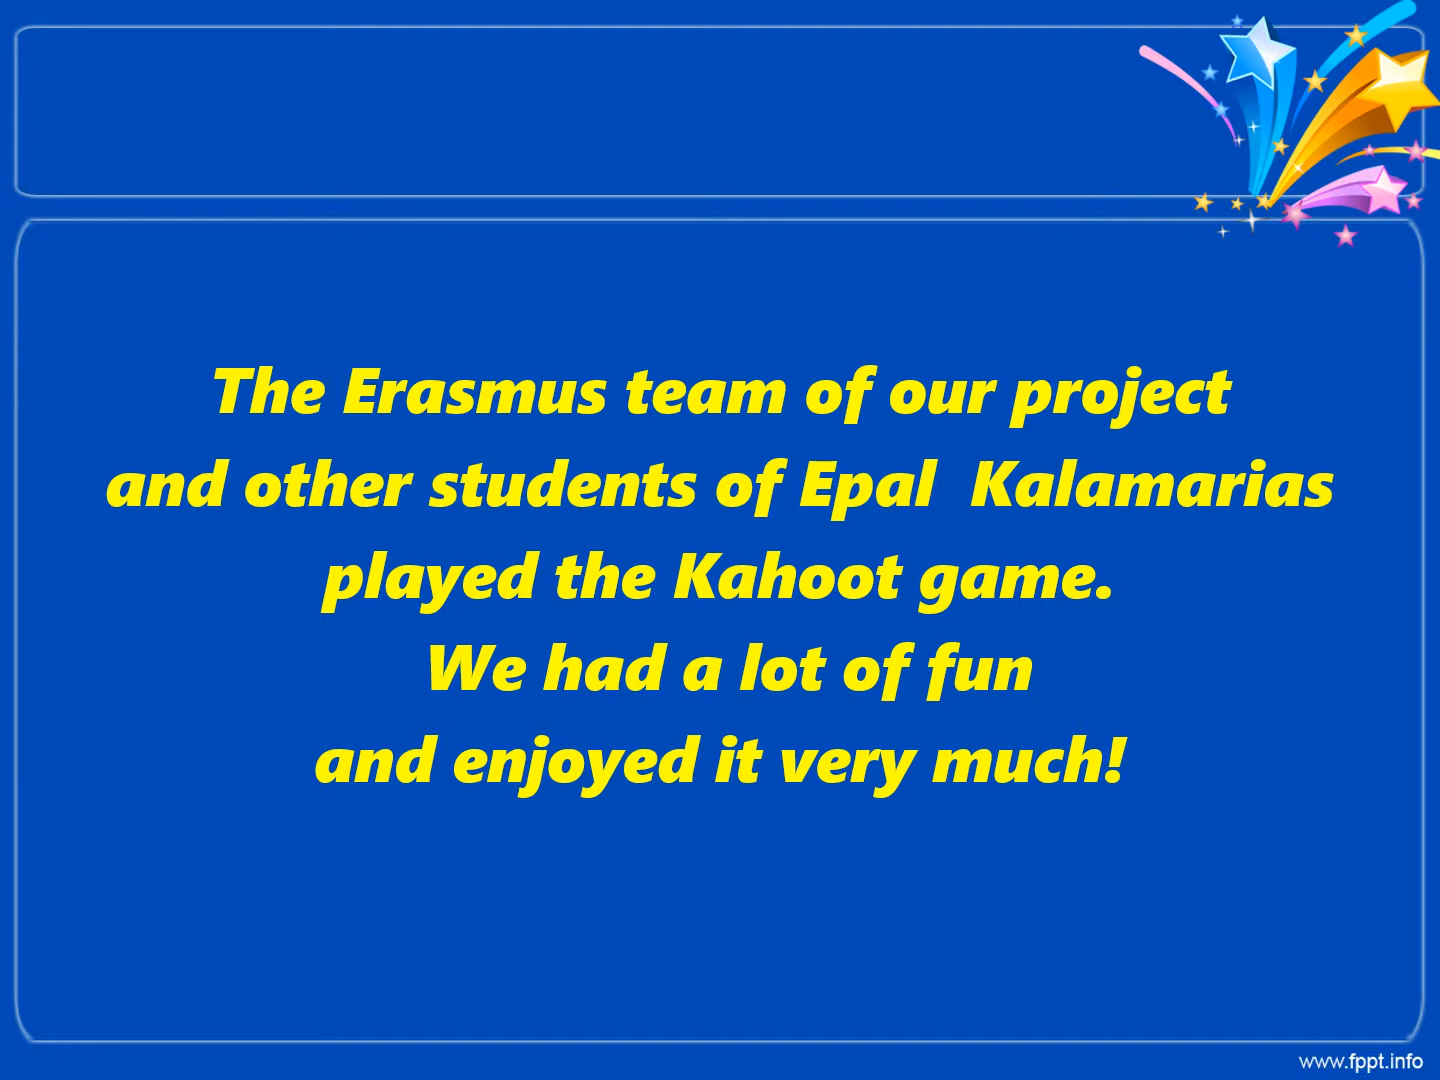 The Erasmus team of our project
and other students of Epal  Kalamarias
played the Kahoot game.
We had a lot of fun
and enjoyed it very much!
www.fppt.info